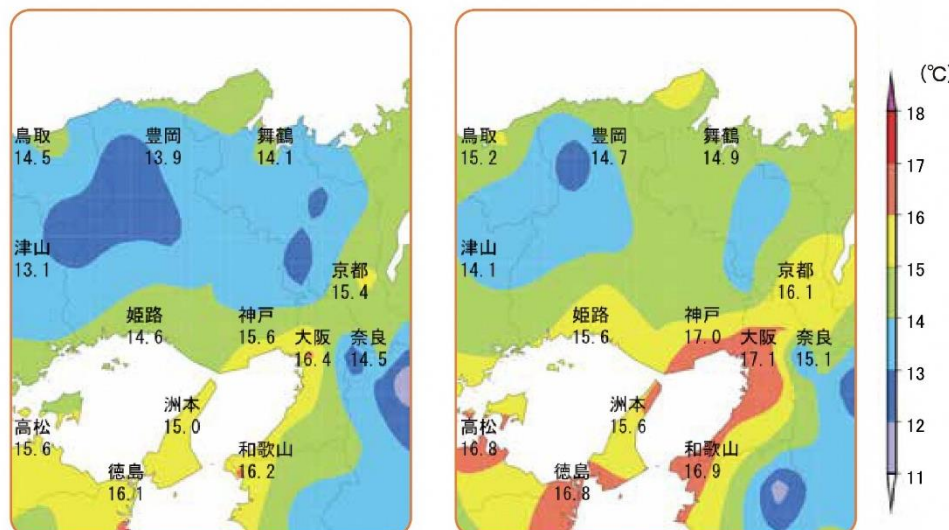 鳥取
14.5
豊岡
13.9
舞鶴
14.1
津山
13.1
京都
15.4
姫路
14.6
神戸
15.6
大阪
16.4
奈良
14.5
洲本
15.0
高松
15.6
和歌山
16.2
徳島
16.1
鳥取
15.2
豊岡
14.7
舞鶴
14.9
津山
14.1
京都
16.1
姫路
15.6
神戸
17.0
大阪
17.1
奈良
15.1
洲本
15.6
高松
16.8
和歌山
16.9
徳島
16.8
(℃)
18
17
16
15
14
13
12
11